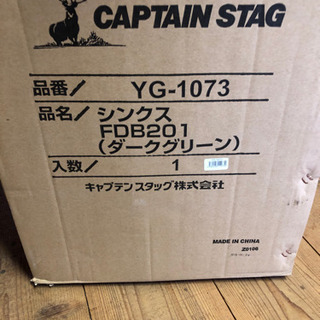 CAPTAIN STAG
品番／ YG-1073
品名／ シンクス
FDB201
(ダークグリーン)
入数／ 1
キャプテンスタッグ株式会社
MADE IN CHINA
Z0106